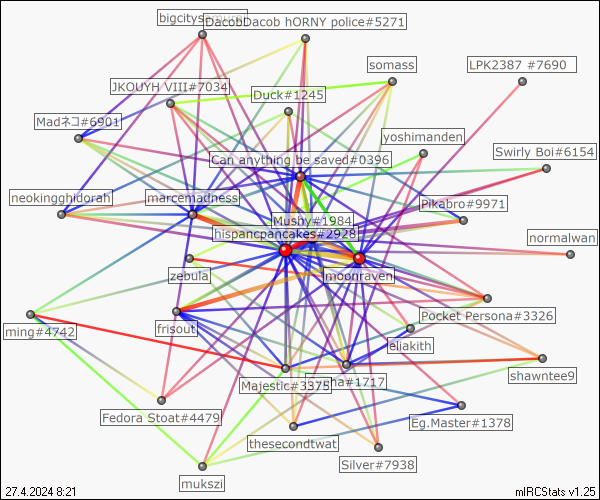 bigcitys
DacobDacob hORNY police#5271
somass
LPK2387 #7690
JKOUYH VIII#7034
Duck#1245
Madネコ#6901
yoshimanden
Swirly Boi#6154
Can anything be saved#0396
neokingghidorah
marcemadness
Pikabro#9971
Mushy#1984
hispancpancakes#2928
normalwan
zebula
moonraven
Pocket Persona#3326
ming#4742
frisout
eliakith
shawntee9
Majestic#3375
ha#1717
Fedora Stoat#4479
Eg.Master#1378
thesecondtwat
Silver#7938
mukszi
27.4.2024 8:21
mIRCStats v1.25